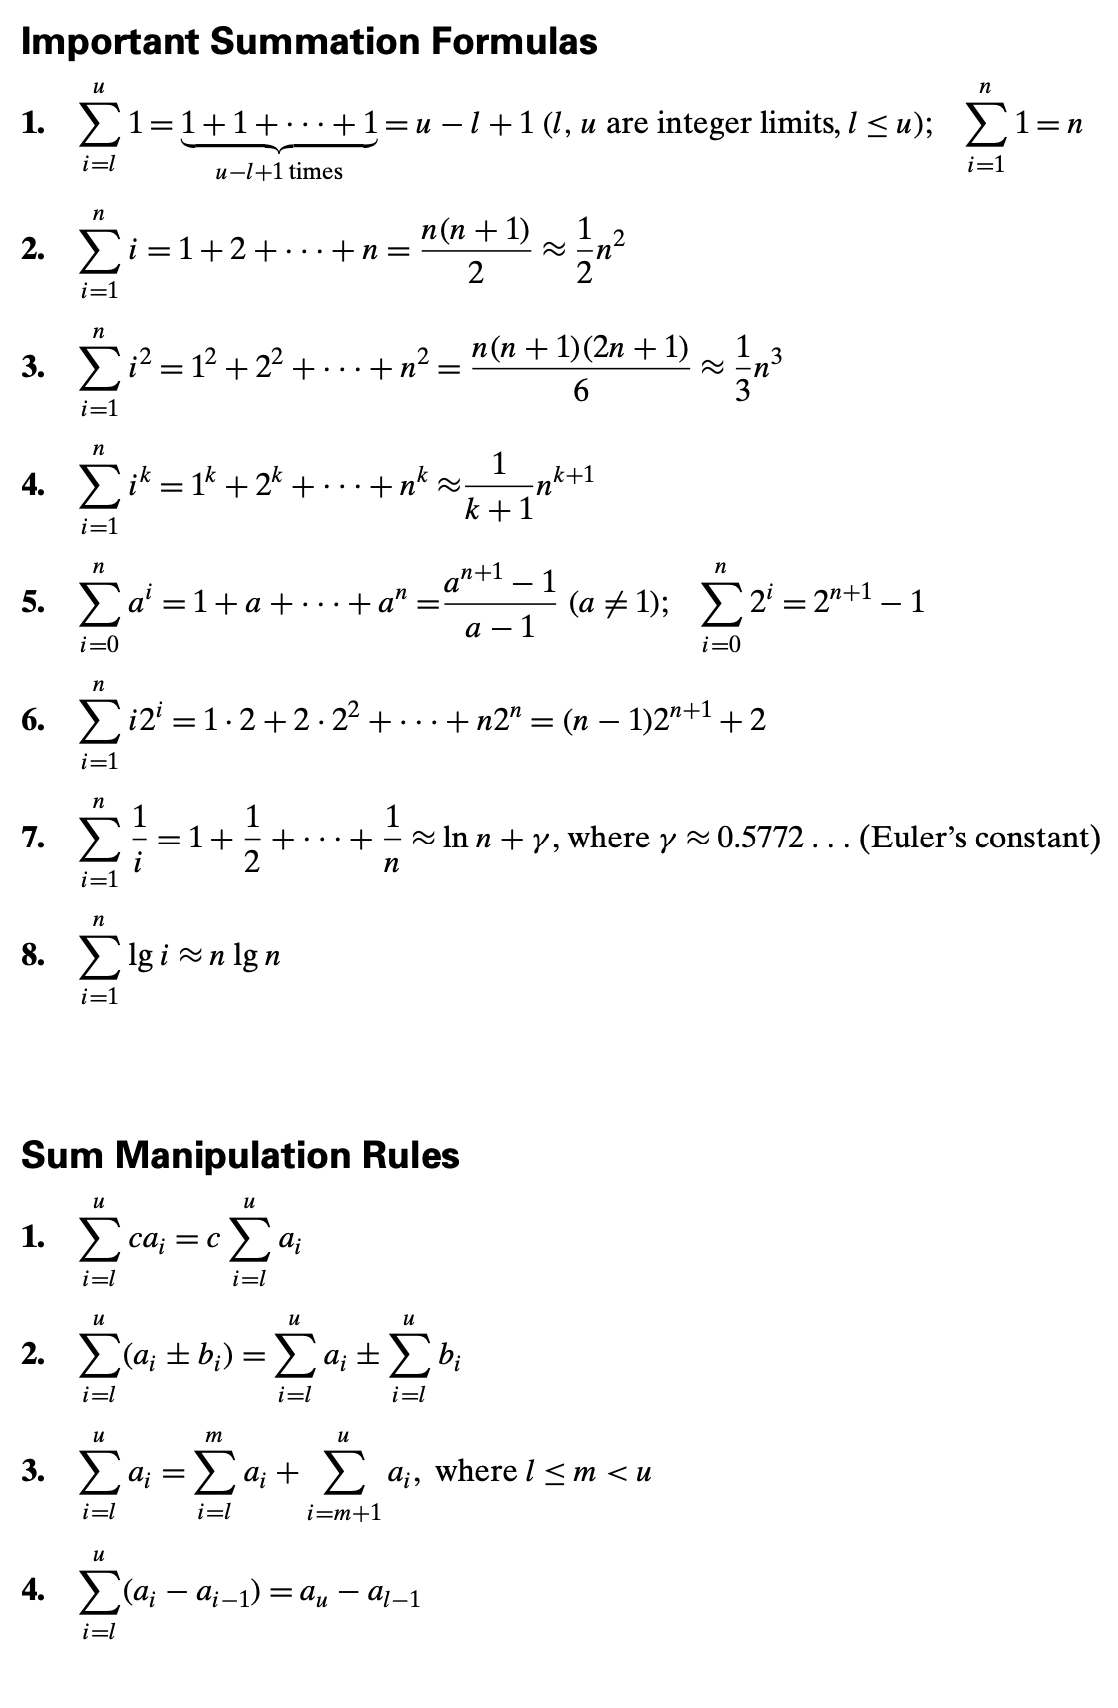 Important Summation Formulas
1. $\sum_{i=l}^{u} 1 = \underbrace{1+1+\cdots+1}_{u-l+1 \text{ times}} = u - l + 1$ ($l, u$ are integer limits, $l \leq u$); $\sum_{i=1}^{n} 1 = n$
2. $\sum_{i=1}^{n} i = 1+2+\cdots+n = \frac{n(n+1)}{2} \approx \frac{1}{2}n^2$
3. $\sum_{i=1}^{n} i^2 = 1^2+2^2+\cdots+n^2 = \frac{n(n+1)(2n+1)}{6} \approx \frac{1}{3}n^3$
4. $\sum_{i=1}^{n} i^k = 1^k+2^k+\cdots+n^k \approx \frac{1}{k+1}n^{k+1}$
5. $\sum_{i=0}^{n} a^i = 1+a+\cdots+a^n = \frac{a^{n+1}-1}{a-1}$ ($a \neq 1$); $\sum_{i=0}^{n} 2^i = 2^{n+1}-1$
6. $\sum_{i=1}^{n} i2^i = 1 \cdot 2+2 \cdot 2^2+\cdots+n2^n = (n-1)2^{n+1}+2$
7. $\sum_{i=1}^{n} \frac{1}{i} = 1+\frac{1}{2}+\cdots+\frac{1}{n} \approx \ln n + \gamma$, where $\gamma \approx 0.5772\ldots$ (Euler's constant)
8. $\sum_{i=1}^{n} \lg i \approx n \lg n$
Sum Manipulation Rules
1. $\sum_{i=l}^{u} ca_i = c \sum_{i=l}^{u} a_i$
2. $\sum_{i=l}^{u} (a_i \pm b_i) = \sum_{i=l}^{u} a_i \pm \sum_{i=l}^{u} b_i$
3. $\sum_{i=l}^{u} a_i = \sum_{i=l}^{m} a_i + \sum_{i=m+1}^{u} a_i$, where $l \leq m < u$
4. $\sum_{i=l}^{u} (a_i - a_{i-1}) = a_u - a_{l-1}$